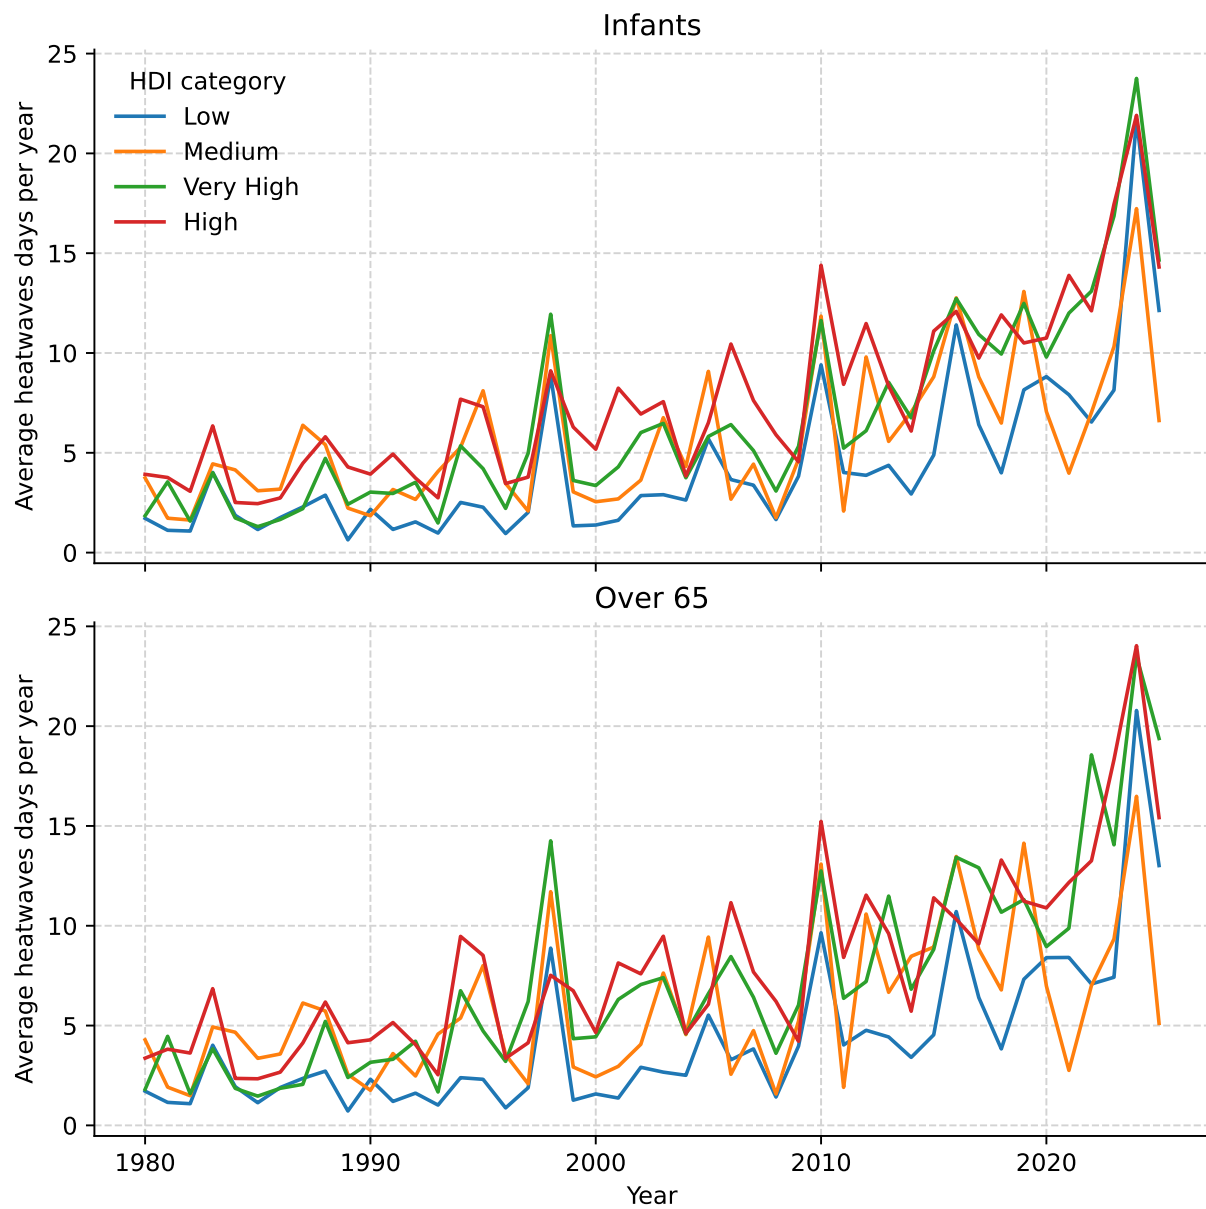 Infants
Average heatwaves days per year
25
20
15
10
5
0
HDI category
Low
Medium
Very High
High
Over 65
Average heatwaves days per year
25
20
15
10
5
0
1980 1990 2000 2010 2020
Year